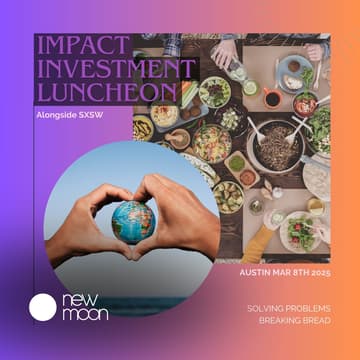 IMPACT
INVESTMENT
LUNCHEON
Alongside SXSW
AUSTIN MAR 8TH 2025
new
moon
SOLVING PROBLEMS
BREAKING BREAD